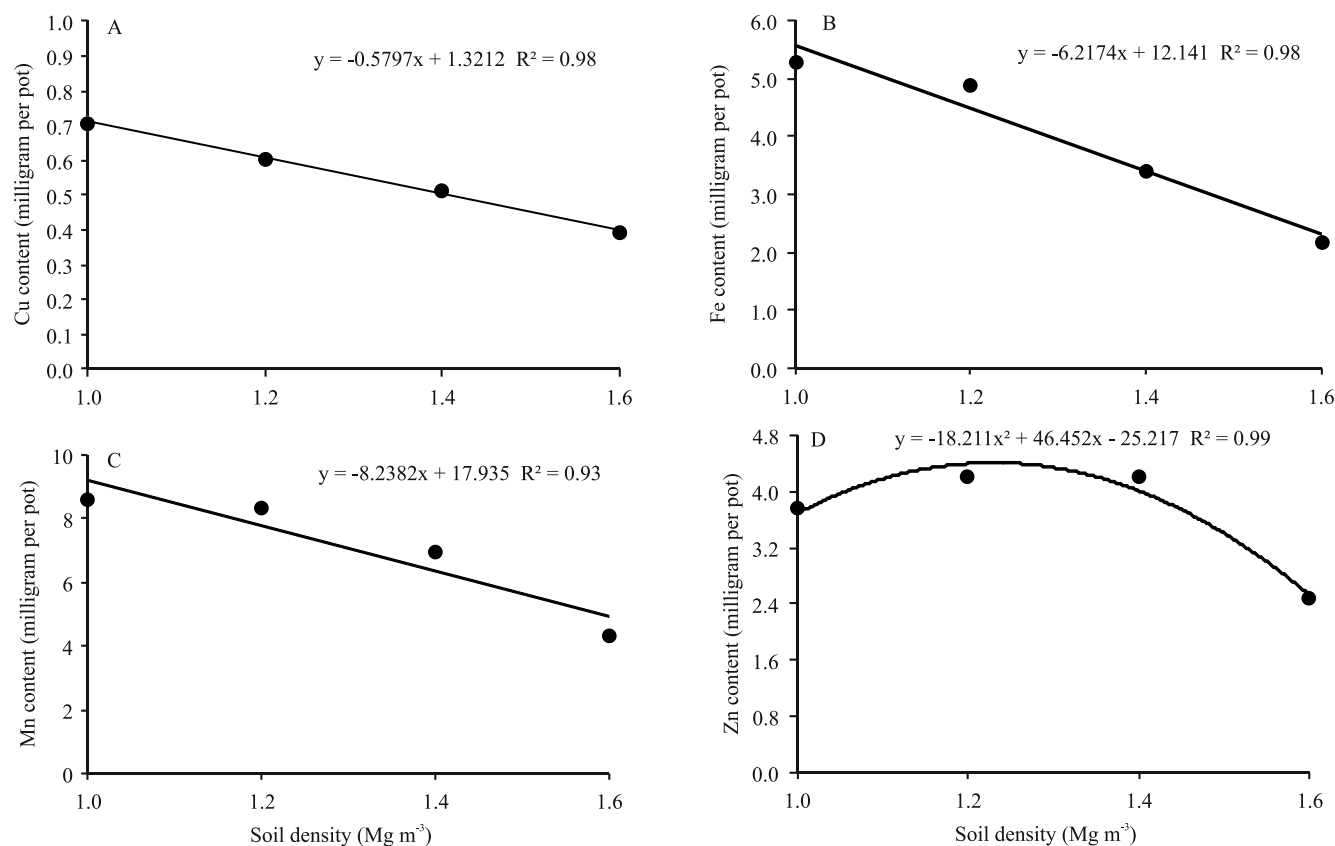 A
y = -0.5797x + 1.3212 R² = 0.98
Cu content (milligram per pot)
1.0
0.9
0.8
0.7
0.6
0.5
0.4
0.3
0.2
0.1
0.0
1.0 1.2 1.4 1.6
B
y = -6.2174x + 12.141 R² = 0.98
Fe content (milligram per pot)
6.0
5.0
4.0
3.0
2.0
1.0
0.0
1.0 1.2 1.4 1.6
C
y = -8.2382x + 17.935 R² = 0.93
Mn content (milligram per pot)
10
8
6
4
2
0
1.0 1.2 1.4 1.6
Soil density (Mg m⁻³)
D
y = -18.211x² + 46.452x - 25.217 R² = 0.99
Zn content (milligram per pot)
4.8
4.0
3.2
2.4
1.6
0.8
0.0
1.0 1.2 1.4 1.6
Soil density (Mg m⁻³)